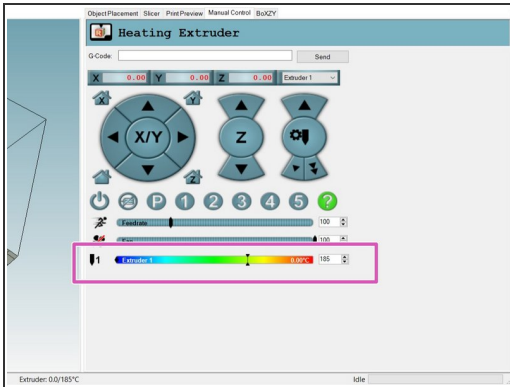 Object Placement Slicer Print Preview Manual Control BoXZY
Heating Extruder
G-Code: Send
X 0.00 Y 0.00 Z 0.00 Extruder 1
X Y
X/Y Z
Z
P 1 2 3 4 5 ?
Feedrate 100
Fan 100
1 Extruder 1 0.00°C 185
Extruder: 0.0/185°C Idle